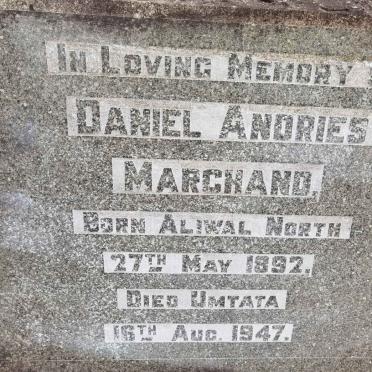 IN LOVING MEMORY
DANIEL ANDRIES
MARCHAND.
BORN ALIWAL NORTH
27TH MAY 1892.
DIED UMTATA
16TH AUG. 1947.